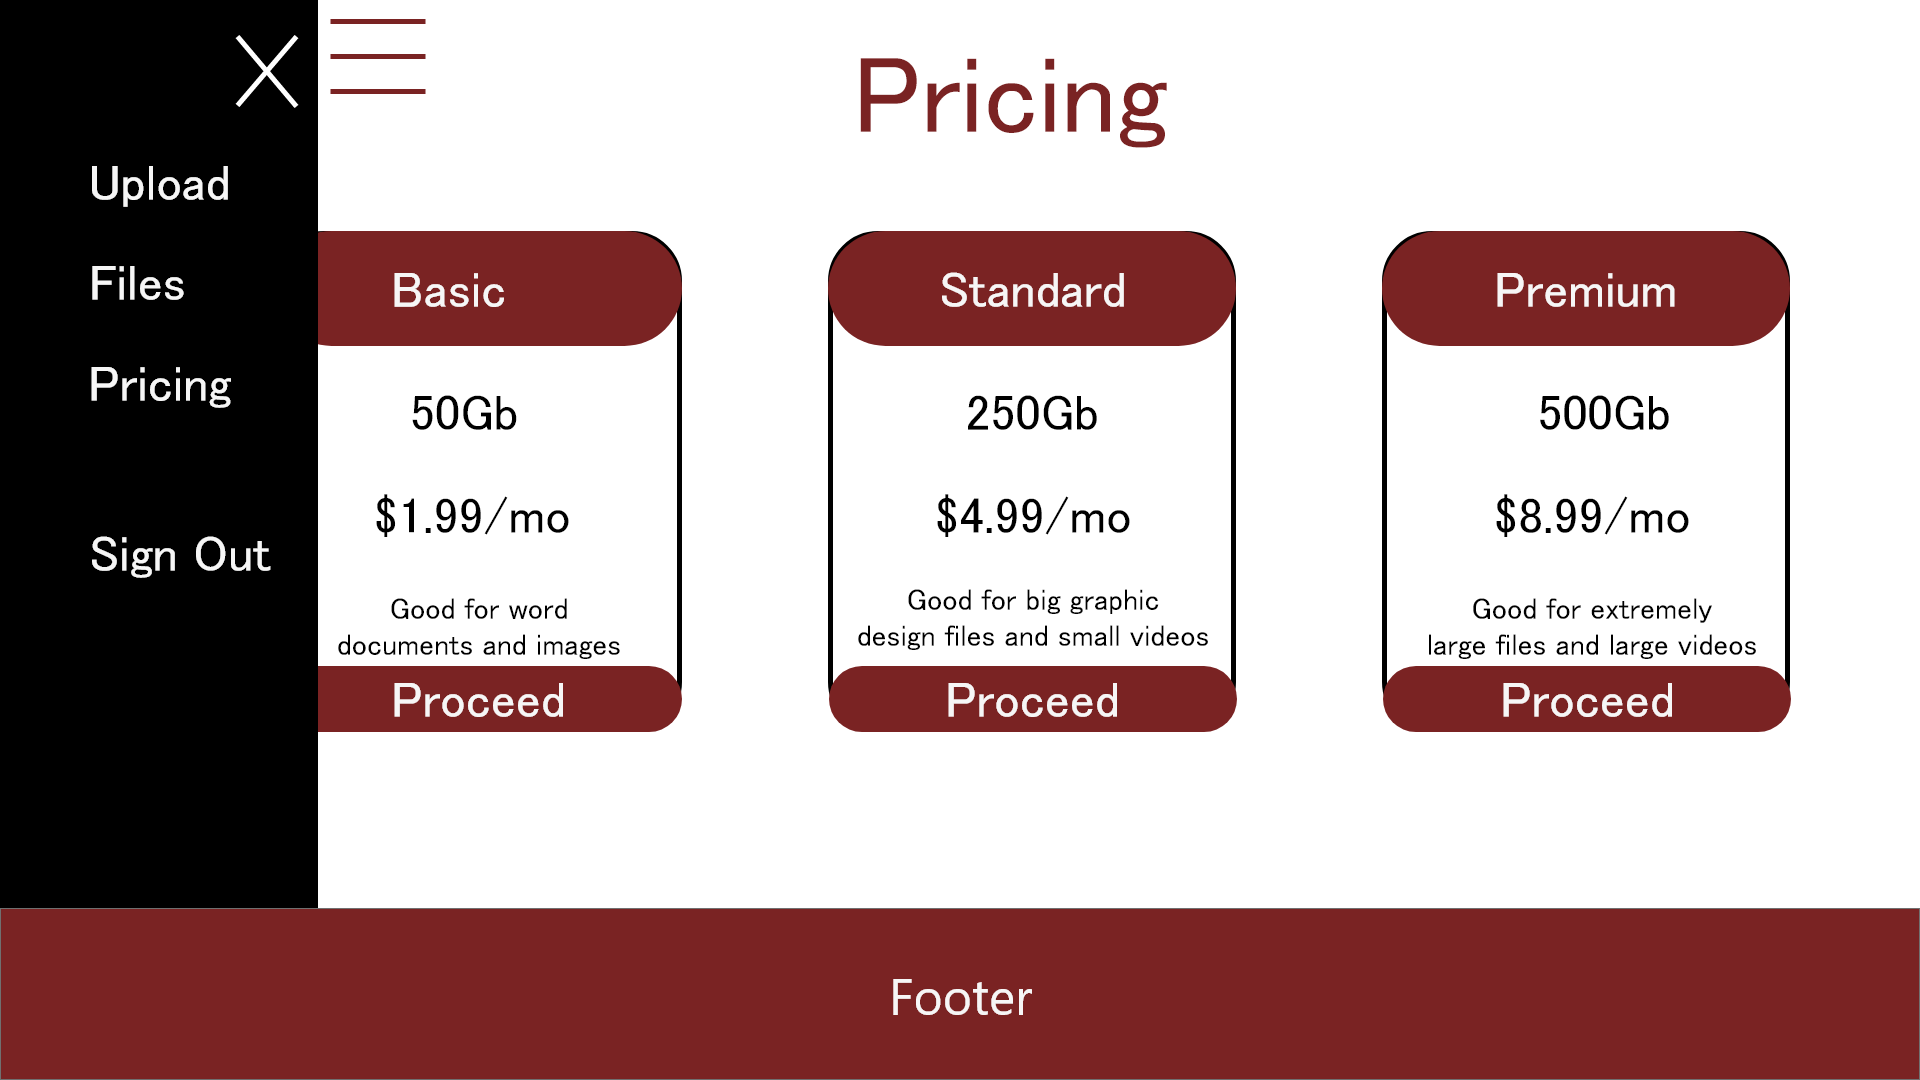 Upload
Files
Pricing
Sign Out
Pricing
Basic
50Gb
$1.99/mo
Good for word
documents and images
Proceed
Standard
250Gb
$4.99/mo
Good for big graphic
design files and small videos
Proceed
Premium
500Gb
$8.99/mo
Good for extremely
large files and large videos
Proceed
Footer